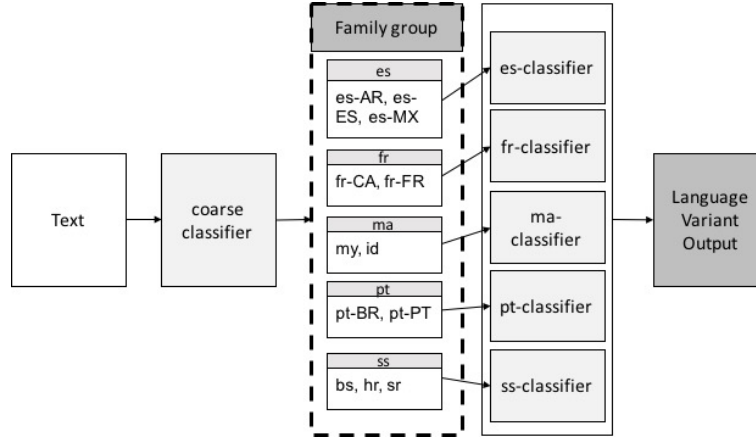 Text
coarse
classifier
Family group
es
es-AR, es-
ES, es-MX
fr
fr-CA, fr-FR
ma
my, id
pt
pt-BR, pt-PT
ss
bs, hr, sr
es-classifier
fr-classifier
ma-
classifier
pt-classifier
ss-classifier
Language
Variant
Output